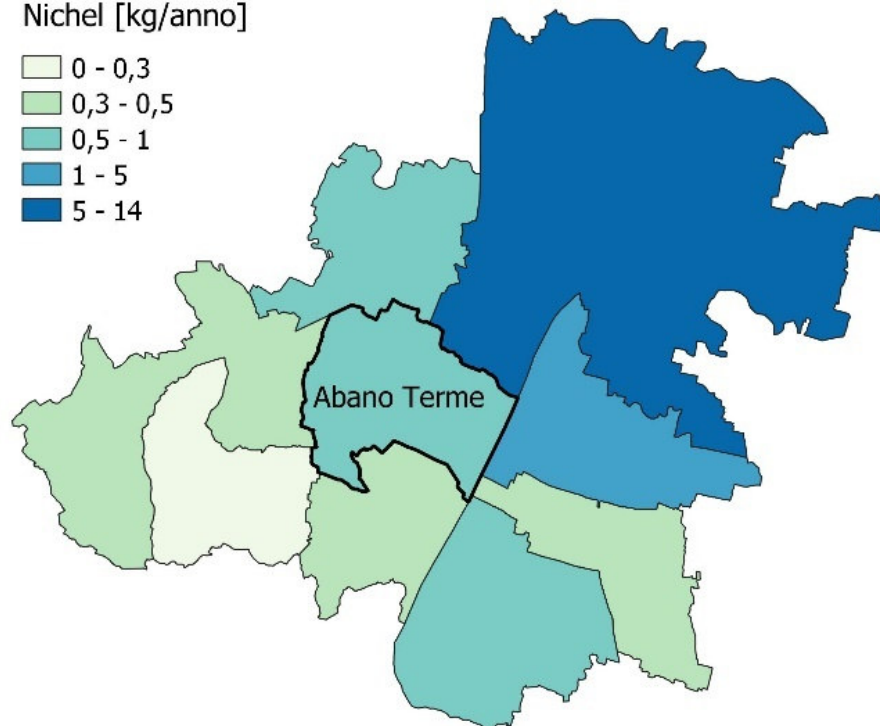 Nichel [kg/anno]
0 - 0,3
0,3 - 0,5
0,5 - 1
1 - 5
5 - 14
Abano Terme